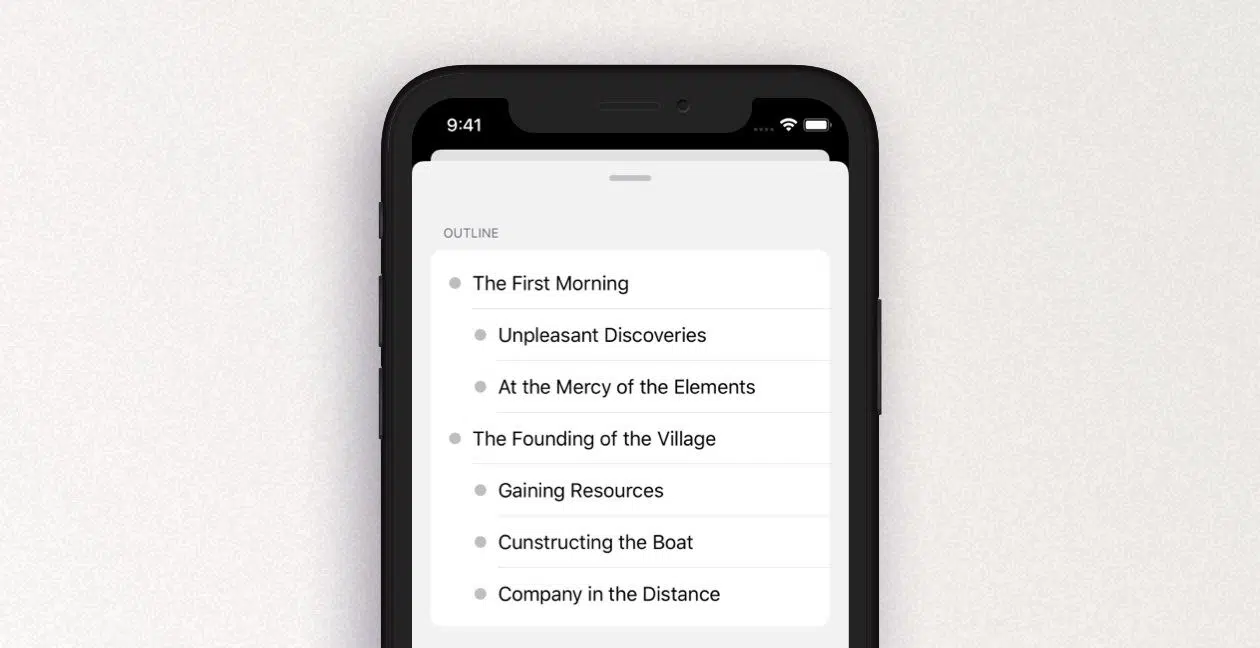 9:41
OUTLINE
The First Morning
Unpleasant Discoveries
At the Mercy of the Elements
The Founding of the Village
Gaining Resources
Cunstructing the Boat
Company in the Distance